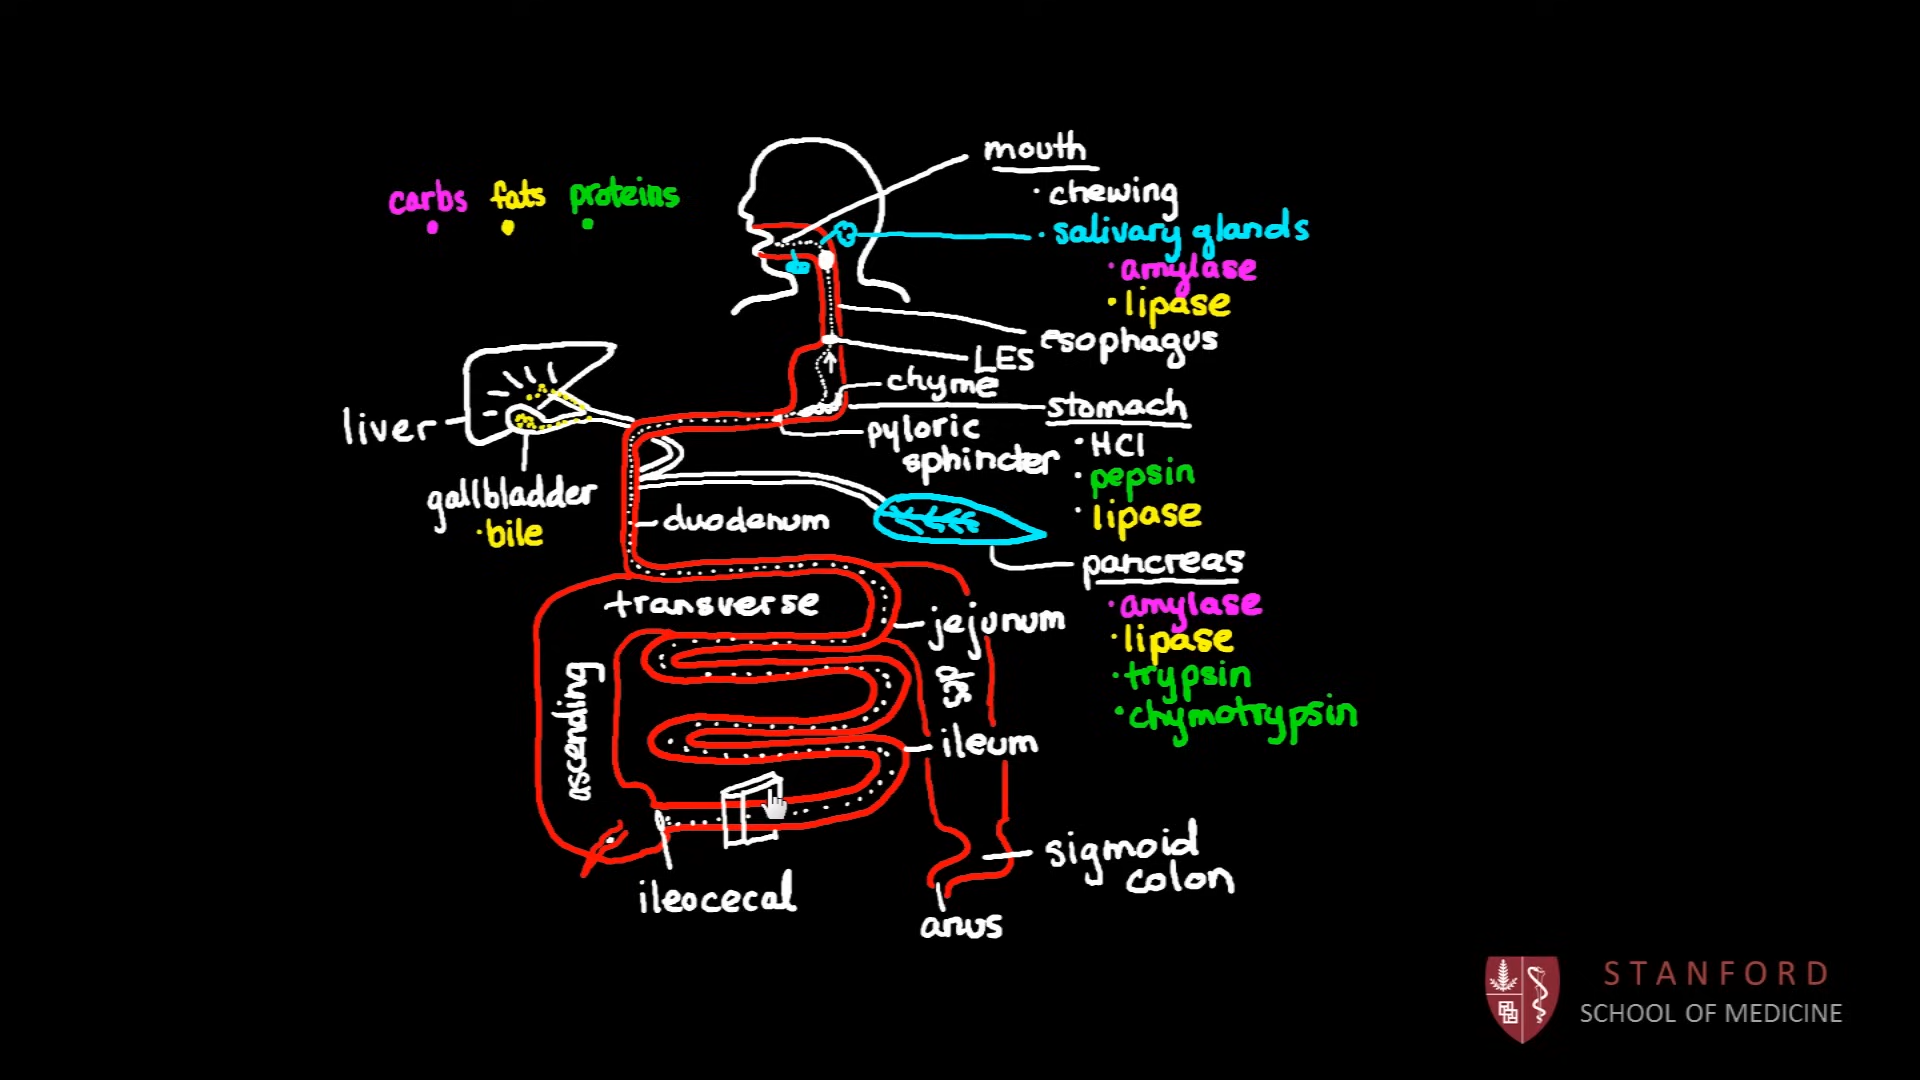 carbs fats proteins
mouth
· chewing
· salivary glands
· amylase
· lipase
esophagus
LES
chyme
stomach
· HCl
· pepsin
· lipase
pyloric
sphincter
liver
gallbladder
· bile
duodenum
pancreas
· amylase
· lipase
· trypsin
· chymotrypsin
transverse
jejunum
ascending
ileum
ileocecal
sigmoid
colon
anus
STANFORD
SCHOOL OF MEDICINE